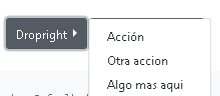 Dropright
Acción
Otra accion
Algo mas aqui